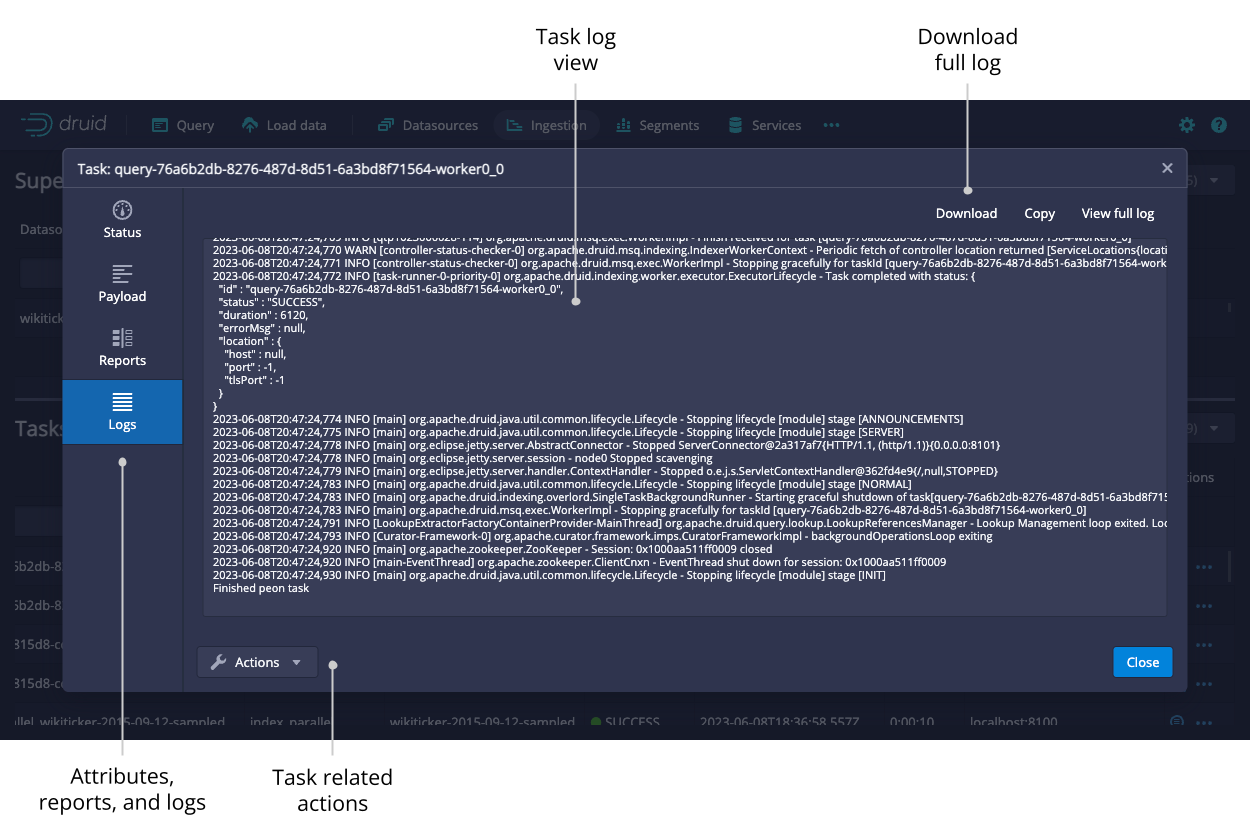 Task log
view
Download
full log
druid
Query
Load data
Datasources
Ingestion
Segments
Services
Task: query-76a6b2db-8276-487d-8d51-6a3bd8f71564-worker0_0
Status
Payload
Reports
Logs
Download
Copy
View full log
2023-06-08T20:47:24,770 WARN [controller-status-checker-0] org.apache.druid.msq.indexing.IndexerWorkerContext - Periodic fetch of controller location returned [ServiceLocations{locati
2023-06-08T20:47:24,771 INFO [controller-status-checker-0] org.apache.druid.msq.exec.WorkerImpl - Stopping gracefully for taskId [query-76a6b2db-8276-487d-8d51-6a3bd8f71564-work
2023-06-08T20:47:24,772 INFO [task-runner-0-priority-0] org.apache.druid.indexing.worker.executor.ExecutorLifecycle - Task completed with status: {
"id" : "query-76a6b2db-8276-487d-8d51-6a3bd8f71564-worker0_0",
"status" : "SUCCESS",
"duration" : 6120,
"errorMsg" : null,
"location" : {
"host" : null,
"port" : -1,
"tlsPort" : -1
}
}
2023-06-08T20:47:24,774 INFO [main] org.apache.druid.java.util.common.lifecycle.Lifecycle - Stopping lifecycle [module] stage [ANNOUNCEMENTS]
2023-06-08T20:47:24,775 INFO [main] org.apache.druid.java.util.common.lifecycle.Lifecycle - Stopping lifecycle [module] stage [SERVER]
2023-06-08T20:47:24,778 INFO [main] org.eclipse.jetty.server.AbstractConnector - Stopped ServerConnector@2a317af7{HTTP/1.1, (http/1.1)}{0.0.0.0:8101}
2023-06-08T20:47:24,778 INFO [main] org.eclipse.jetty.server.session - node0 Stopped scavenging
2023-06-08T20:47:24,779 INFO [main] org.eclipse.jetty.server.handler.ContextHandler - Stopped o.e.j.s.ServletContextHandler@362fd4e9{/,null,STOPPED}
2023-06-08T20:47:24,783 INFO [main] org.apache.druid.java.util.common.lifecycle.Lifecycle - Stopping lifecycle [module] stage [NORMAL]
2023-06-08T20:47:24,783 INFO [main] org.apache.druid.indexing.overlord.SingleTaskBackgroundRunner - Starting graceful shutdown of task[query-76a6b2db-8276-487d-8d51-6a3bd8f715
2023-06-08T20:47:24,783 INFO [main] org.apache.druid.msq.exec.WorkerImpl - Stopping gracefully for taskId [query-76a6b2db-8276-487d-8d51-6a3bd8f71564-worker0_0]
2023-06-08T20:47:24,791 INFO [LookupExtractorFactoryContainerProvider-MainThread] org.apache.druid.query.lookup.LookupReferencesManager - Lookup Management loop exited. Loo
2023-06-08T20:47:24,793 INFO [Curator-Framework-0] org.apache.curator.framework.imps.CuratorFrameworkImpl - backgroundOperationsLoop exiting
2023-06-08T20:47:24,920 INFO [main] org.apache.zookeeper.ZooKeeper - Session: 0x1000aa511ff0009 closed
2023-06-08T20:47:24,920 INFO [main-EventThread] org.apache.zookeeper.ClientCnxn - EventThread shut down for session: 0x1000aa511ff0009
2023-06-08T20:47:24,930 INFO [main] org.apache.druid.java.util.common.lifecycle.Lifecycle - Stopping lifecycle [module] stage [INIT]
Finished peon task
Actions
Close
Supe
Dataso
wikitick
Tasks
tions
6b2db-8
6b2db-8
815d8-c
815d8-c
wikiticker-2015-09-12-sampled
wikiticker-2015-09-12-sampled
SUCCESS
2023-06-08T18:36:58.557Z
0:00:10
localhost:8100
Attributes,
reports, and logs
Task related
actions